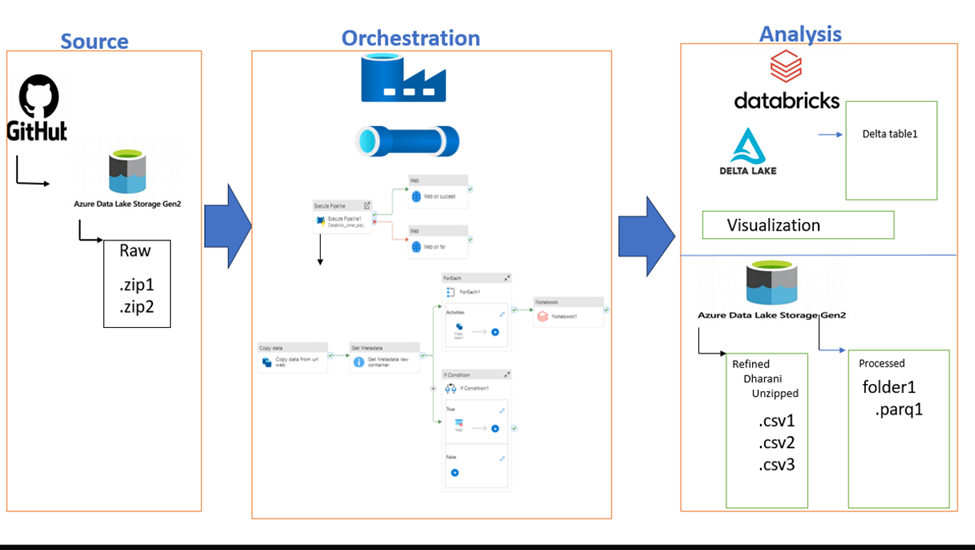 Source
GitHub
Azure Data Lake Storage Gen2
Raw
.zip1
.zip2
Orchestration
Execute Pipeline
Execute Pipeline1
Web
Web on succeed
Web
Web on fail
Copy data
Copy data from url
web
Get Metadata
Get Metadata raw
container
ForEach
ForEach1
Activities
Notebook
Notebook1
If Condition
If Condition1
True
False
Analysis
databricks
DELTA LAKE
Delta table1
Visualization
Azure Data Lake Storage Gen2
Refined
Dharani
Unzipped
.csv1
.csv2
.csv3
Processed
folder1
.parq1